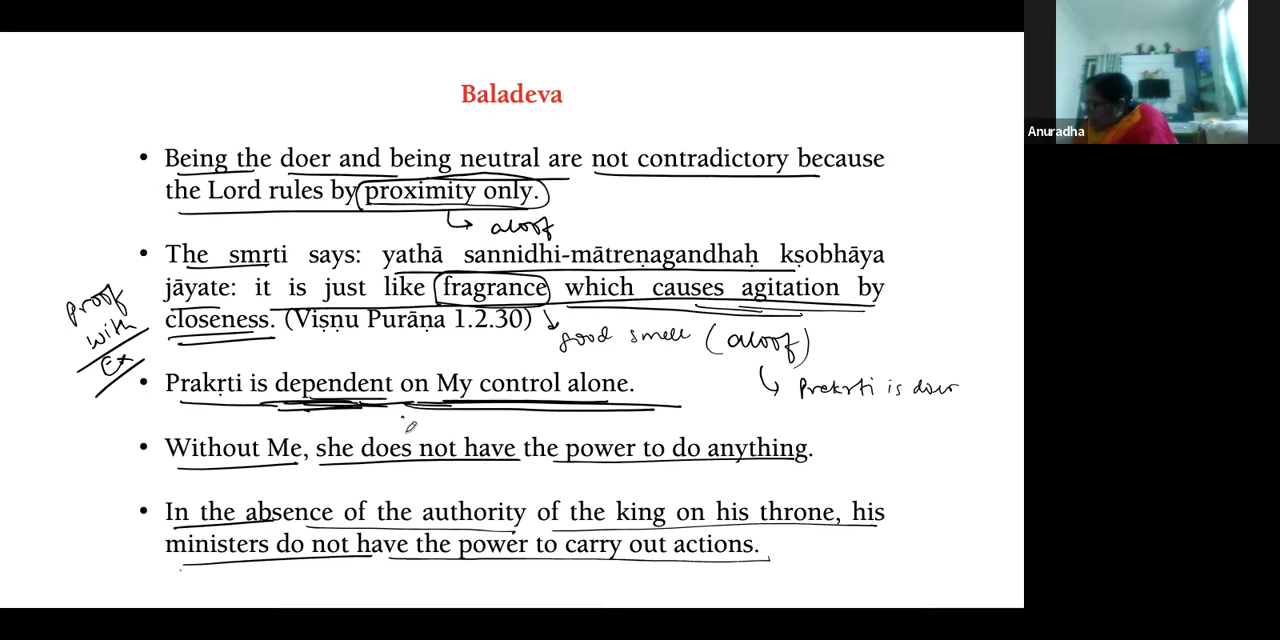 Baladeva
• Being the doer and being neutral are not contradictory because
the Lord rules by proximity only.
aloof
• The smṛti says: yathā sannidhi-mātreṇagandhaḥ kṣobhāya
jāyate: it is just like fragrance which causes agitation by
closeness. (Viṣṇu Purāṇa 1.2.30)
good smell (aloof)
Proof
with
Ex
• Prakṛti is dependent on My control alone.
Prakrti is doer
• Without Me, she does not have the power to do anything.
• In the absence of the authority of the king on his throne, his
ministers do not have the power to carry out actions.
Anuradha